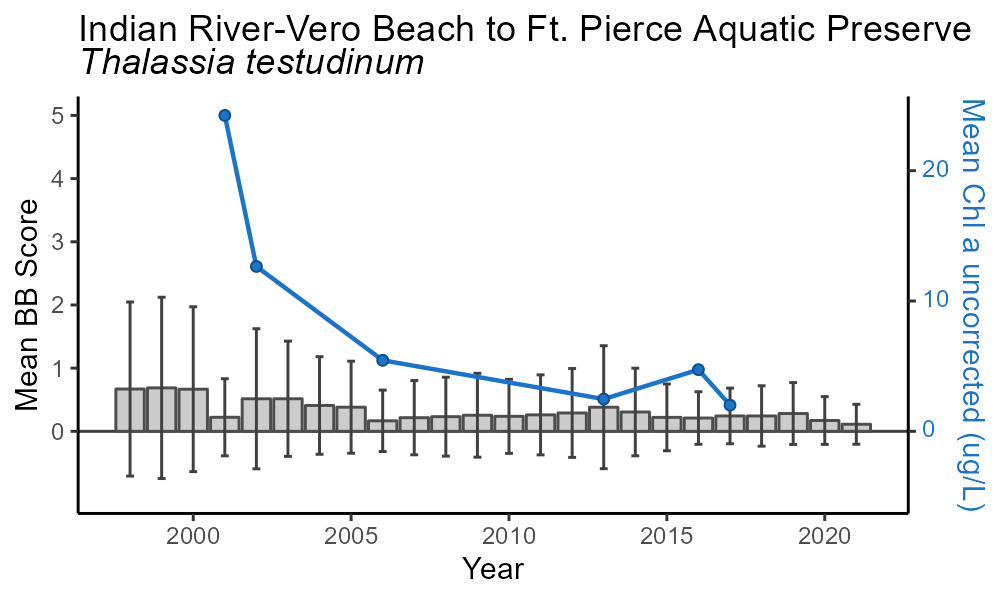 Indian River-Vero Beach to Ft. Pierce Aquatic Preserve
Thalassia testudinum
Mean BB Score
5
4
3
2
1
0
20
10
0
Mean Chl a uncorrected (ug/L)
2000
2005
2010
2015
2020
Year